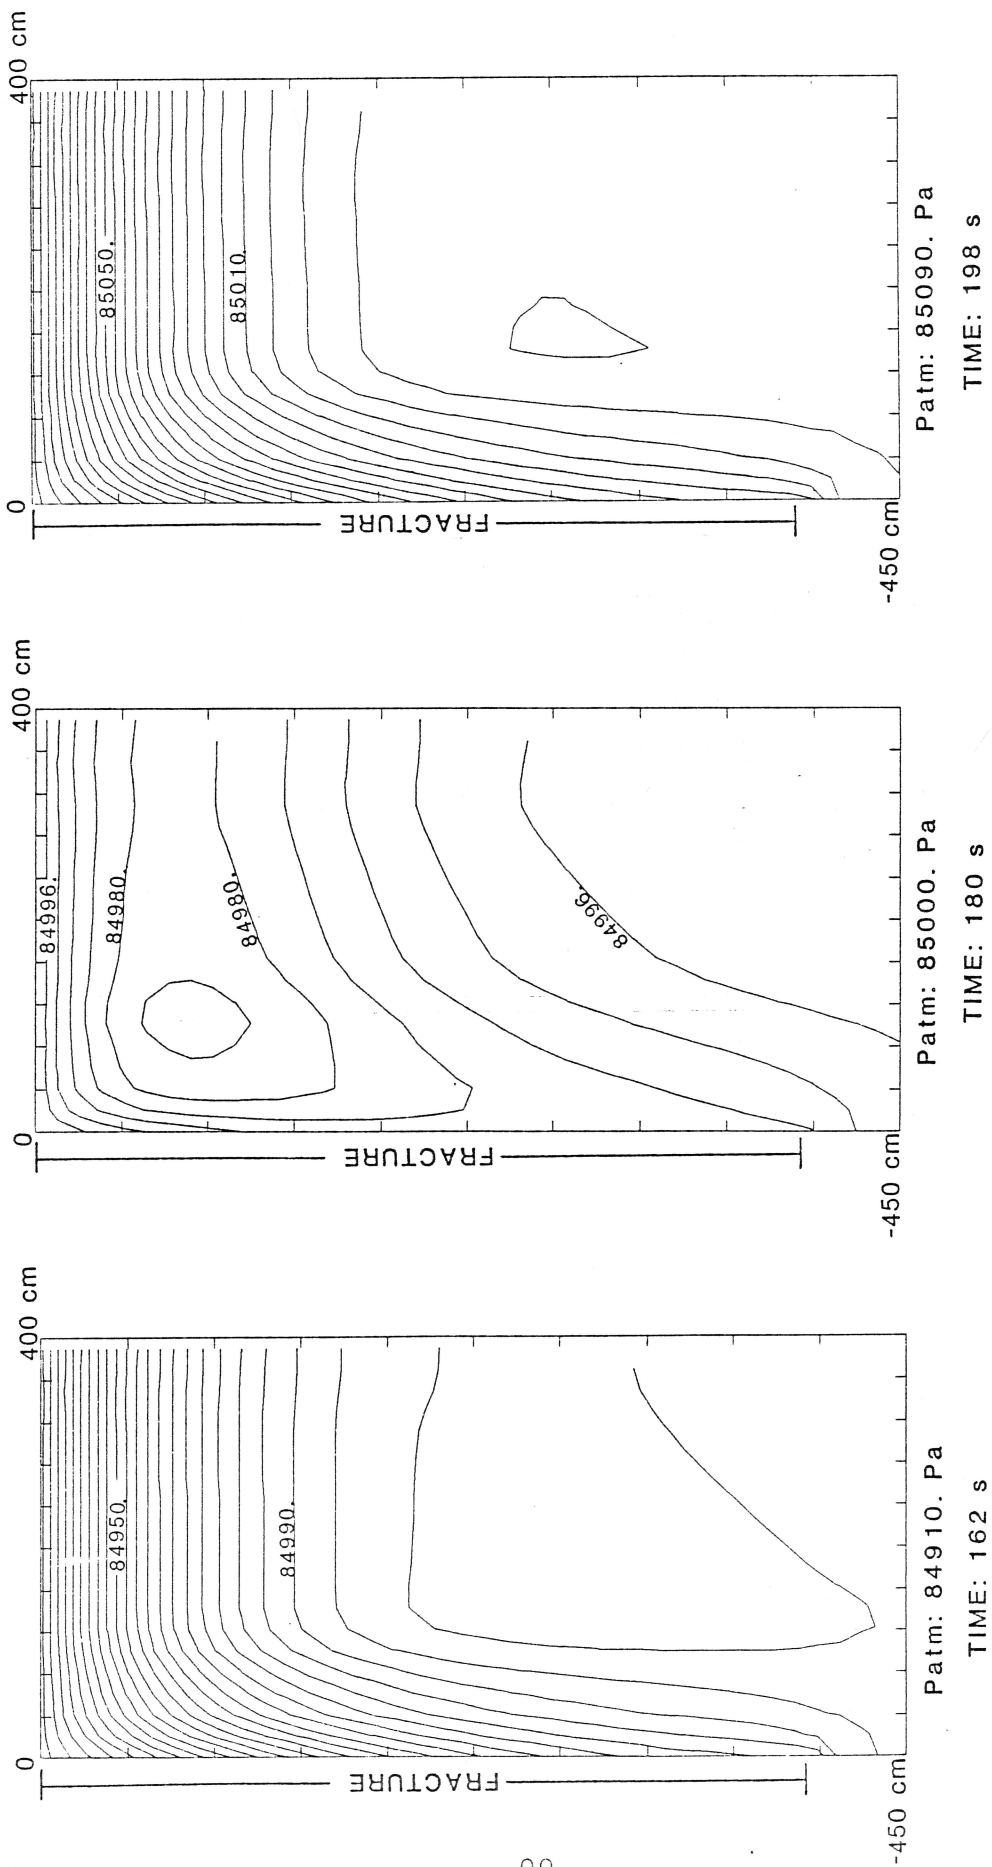 0
400 cm
84950.
84990.
FRACTURE
-450 cm
Patm: 84910. Pa
TIME: 162 s
0
400 cm
84996.
84980.
84980.
84996.
FRACTURE
-450 cm
Patm: 85000. Pa
TIME: 180 s
0
400 cm
85050.
85010.
FRACTURE
-450 cm
Patm: 85090. Pa
TIME: 198 s